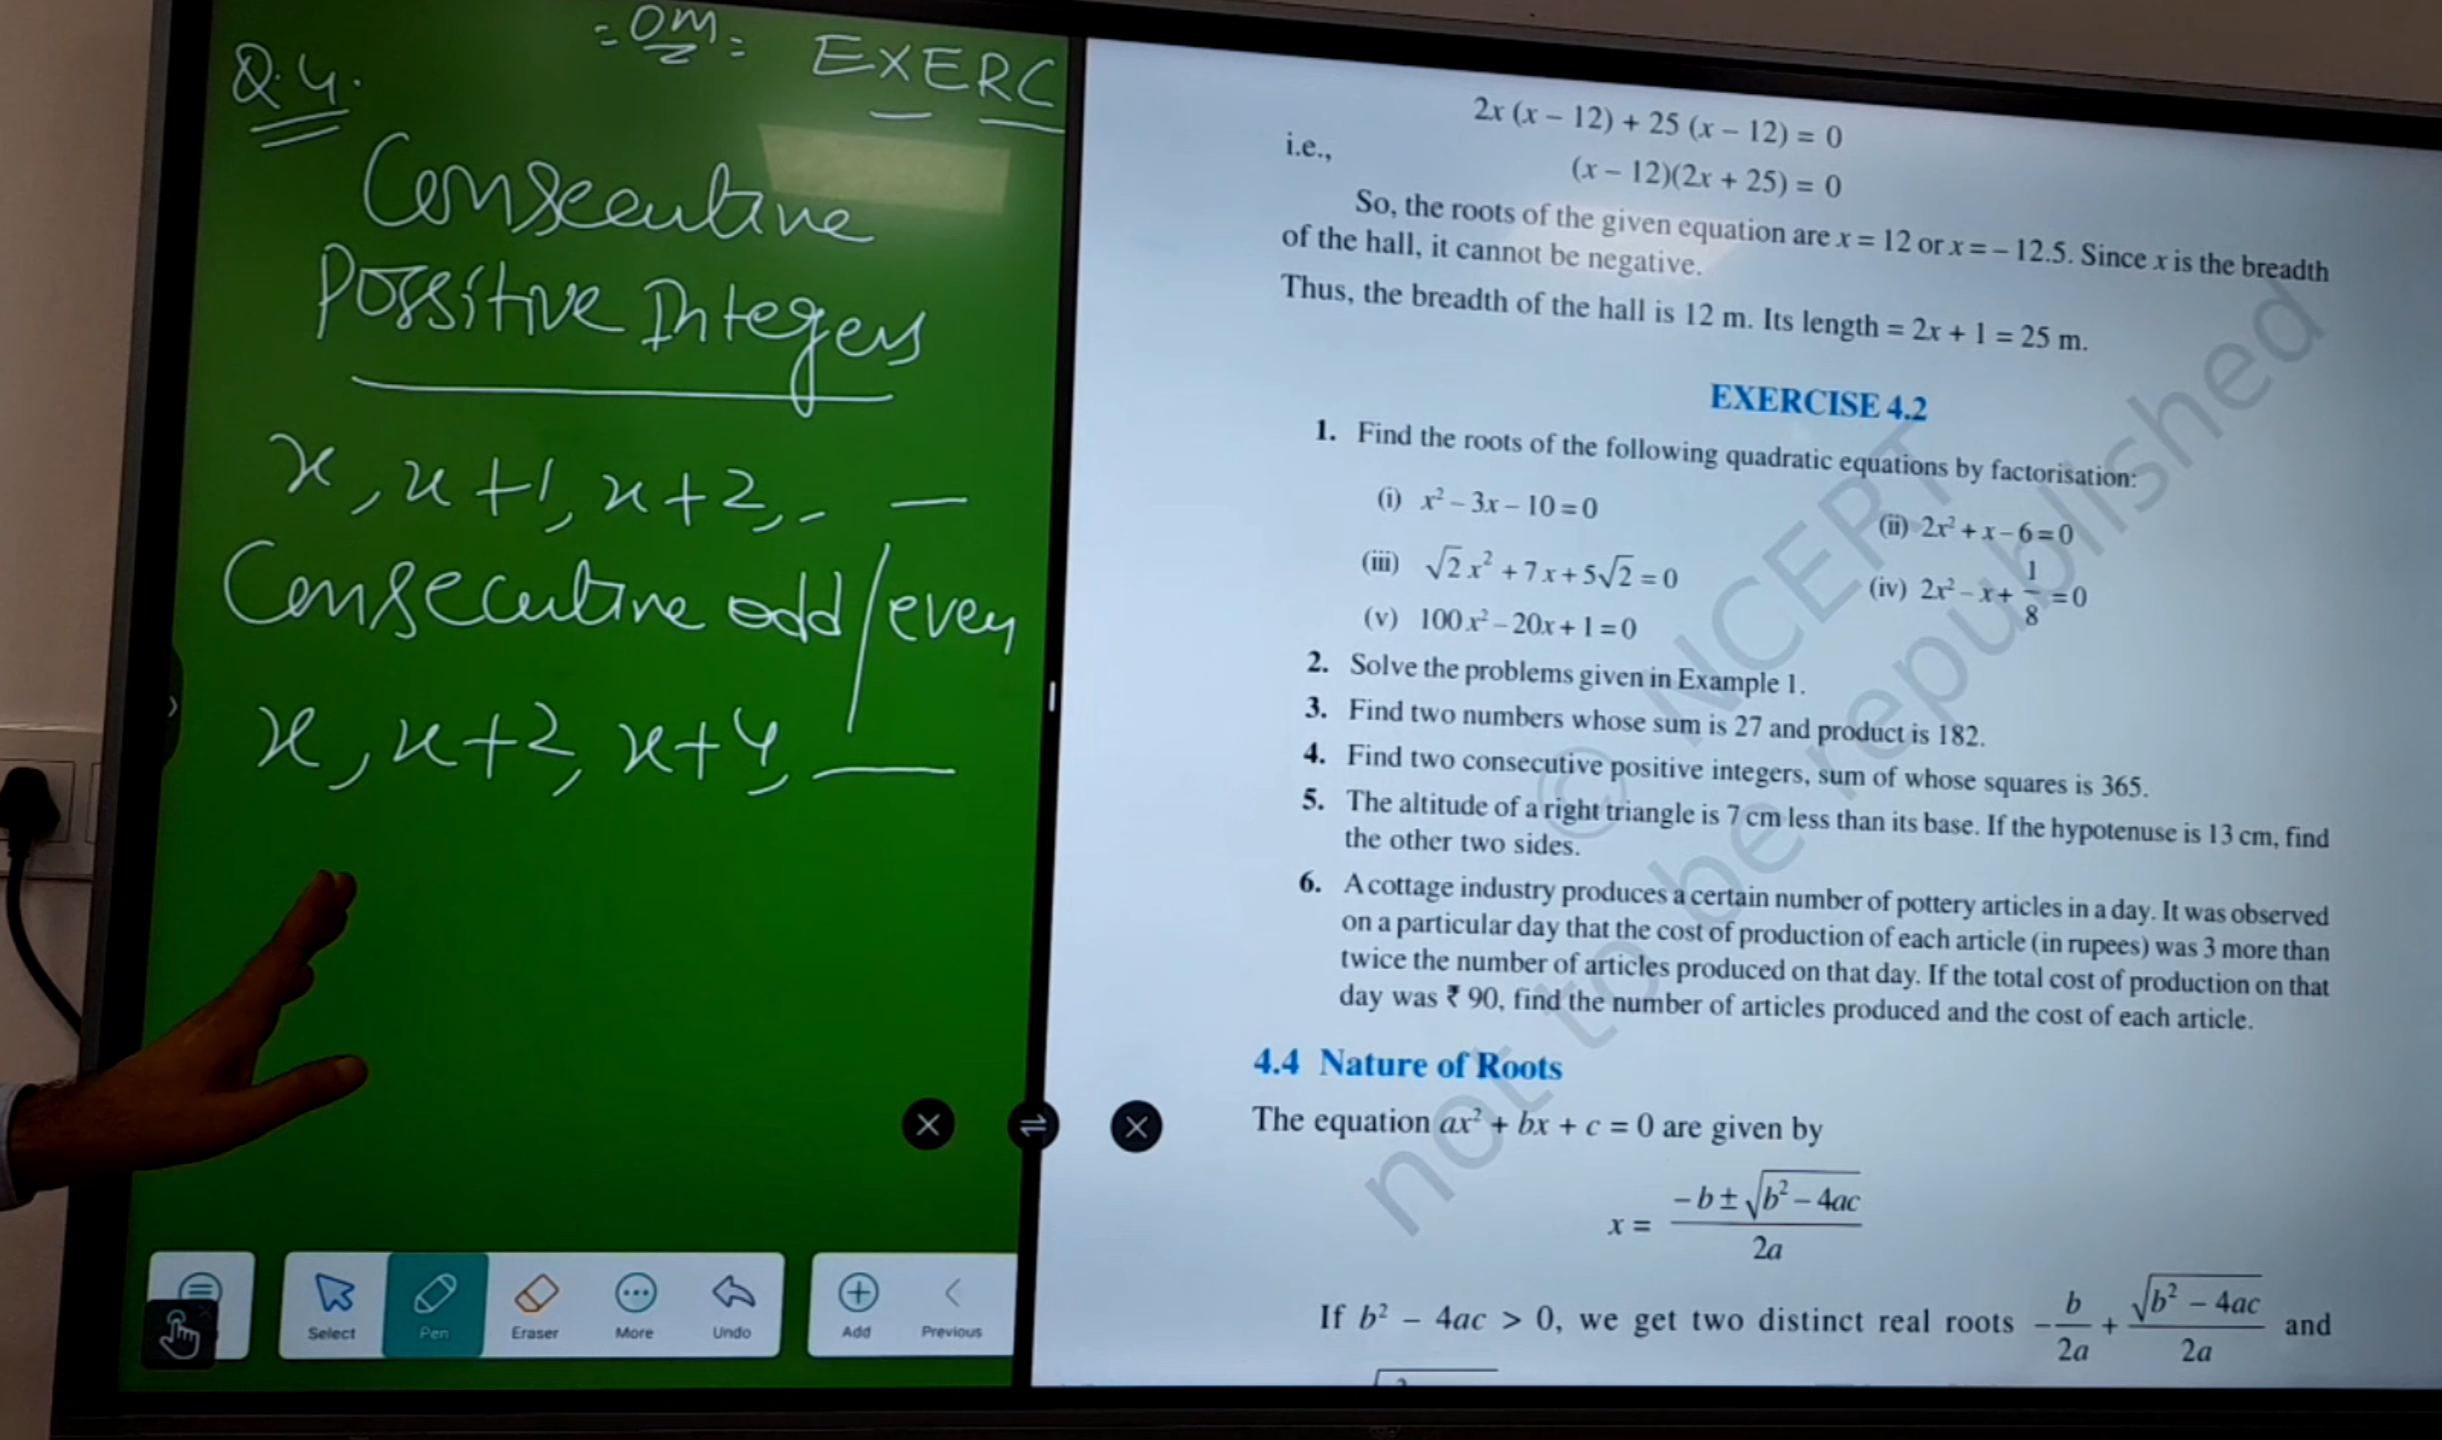 = OM =
EXERC
Q.4.
Consecutive
Possitive Integers
x, x+1, x+2, - —
Consecutive odd/even
x, x+2, x+4, —
Select
Pen
Eraser
More
Undo
Add
Previous
2x (x – 12) + 25 (x – 12) = 0
i.e., (x – 12)(2x + 25) = 0
So, the roots of the given equation are x = 12 or x = – 12.5. Since x is the breadth
of the hall, it cannot be negative.
Thus, the breadth of the hall is 12 m. Its length = 2x + 1 = 25 m.
EXERCISE 4.2
1. Find the roots of the following quadratic equations by factorisation:
(i) x² – 3x – 10 = 0 (ii) 2x² + x – 6 = 0
(iii) √2 x² + 7x + 5√2 = 0 (iv) 2x² – x + 1/8 = 0
(v) 100 x² – 20x + 1 = 0
2. Solve the problems given in Example 1.
3. Find two numbers whose sum is 27 and product is 182.
4. Find two consecutive positive integers, sum of whose squares is 365.
5. The altitude of a right triangle is 7 cm less than its base. If the hypotenuse is 13 cm, find
the other two sides.
6. A cottage industry produces a certain number of pottery articles in a day. It was observed
on a particular day that the cost of production of each article (in rupees) was 3 more than
twice the number of articles produced on that day. If the total cost of production on that
day was ₹ 90, find the number of articles produced and the cost of each article.
4.4 Nature of Roots
The equation ax² + bx + c = 0 are given by
x = (–b ± √(b² – 4ac)) / 2a
If b² – 4ac > 0, we get two distinct real roots –b/2a + √(b² – 4ac)/2a and
© NCERT
not to be republished